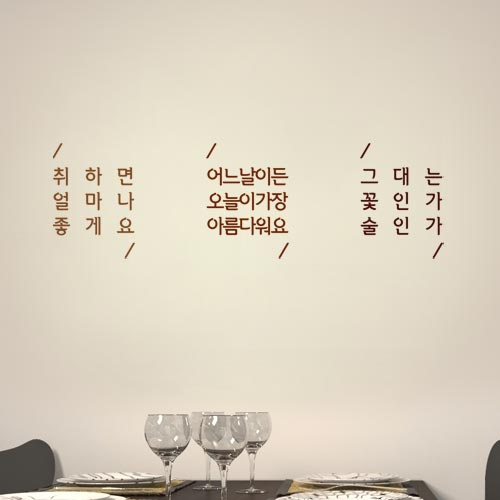 취하면
얼마나
좋게요
어느날이든
오늘이가장
아름다워요
그대는
꽃인가
술인가